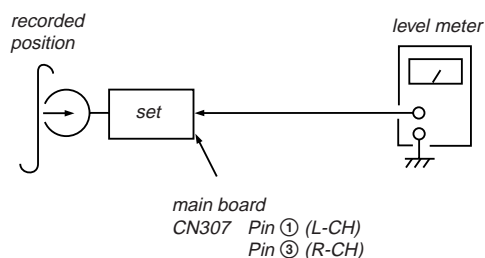 recorded
position
level meter
set
main board
CN307 Pin ① (L-CH)
Pin ③ (R-CH)